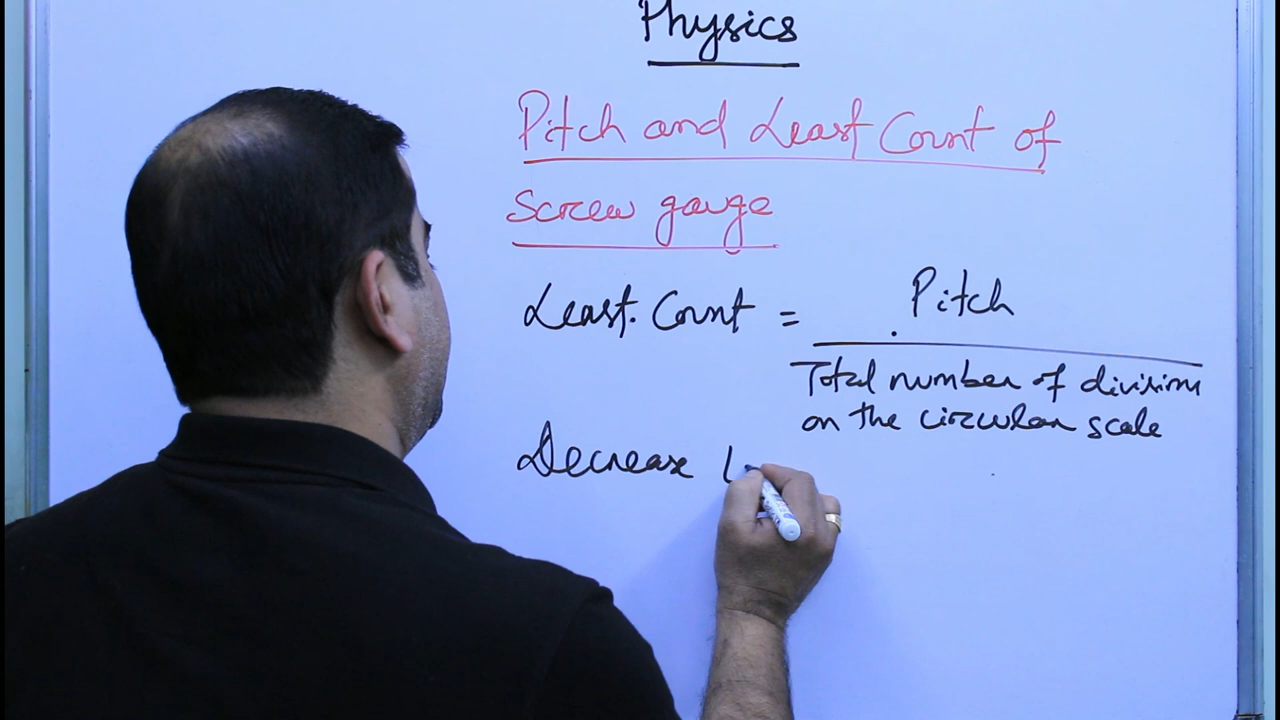 Physics
Pitch and Least Count of
Screw gauge
Least. Count = Pitch
Total number of divisions
on the circular scale
Decrease